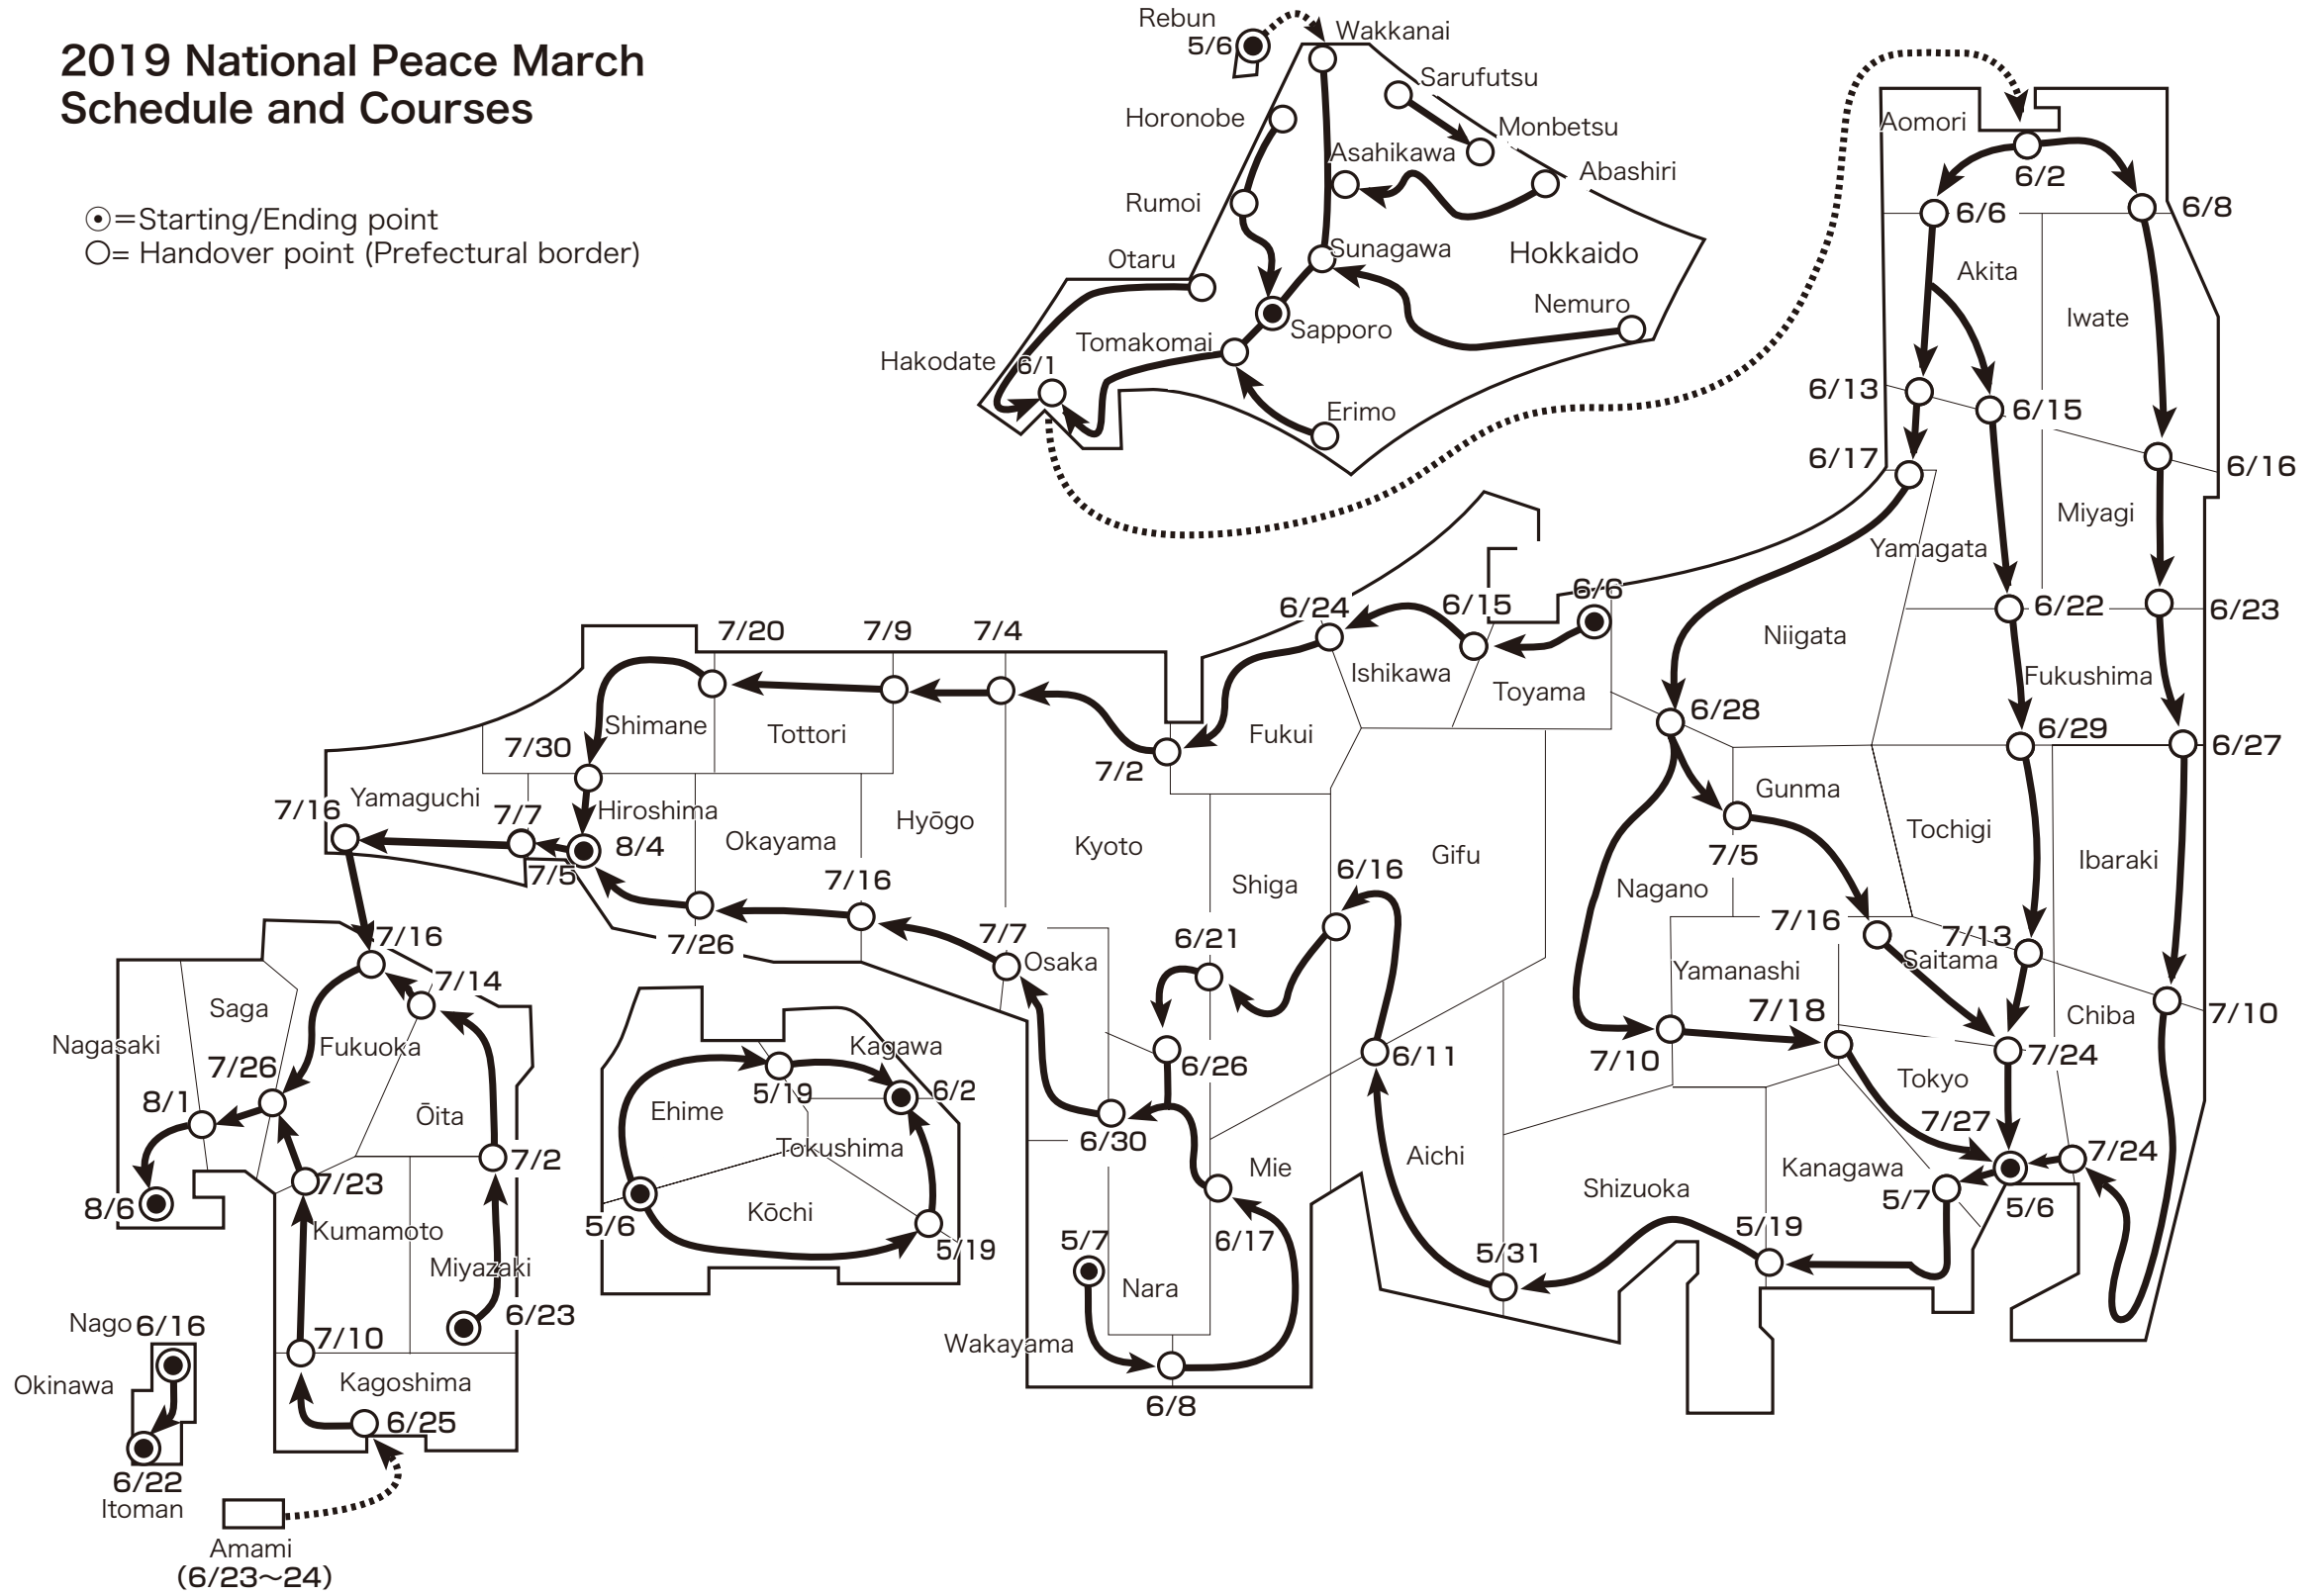 2019 National Peace March
Schedule and Courses
⦿=Starting/Ending point
○= Handover point (Prefectural border)
Rebun
5/6
Wakkanai
Sarufutsu
Horonobe
Monbetsu
Asahikawa
Abashiri
Rumoi
Otaru
Sunagawa
Hokkaido
Nemuro
Sapporo
Tomakomai
Hakodate
6/1
Erimo
Aomori
6/2
6/6
6/8
Akita
Iwate
6/13
6/15
6/17
6/16
Miyagi
Yamagata
6/22
6/23
Niigata
Fukushima
6/28
6/29
6/27
Gunma
Tochigi
Ibaraki
7/5
Nagano
7/16
7/13
Saitama
Yamanashi
7/18
Chiba
7/10
7/10
7/24
Tokyo
7/27
7/24
Kanagawa
5/7
5/6
5/19
Shizuoka
5/31
Aichi
6/11
Gifu
6/16
6/6
6/15
6/24
Ishikawa
Toyama
Fukui
7/2
7/4
7/9
7/20
Shimane
Tottori
7/30
Hiroshima
8/4
7/5
7/7
Yamaguchi
7/16
Okayama
Hyōgo
Kyoto
Shiga
7/16
7/26
7/7
Osaka
6/21
6/26
6/30
Mie
6/17
5/7
Nara
Wakayama
6/8
Kagawa
5/19
6/2
Ehime
Tokushima
Kōchi
5/6
5/19
7/16
7/14
Saga
Nagasaki
Fukuoka
7/26
8/1
Ōita
7/2
7/23
8/6
Kumamoto
Miyazaki
6/23
7/10
Kagoshima
6/25
Nago 6/16
Okinawa
6/22
Itoman
Amami
(6/23〜24)